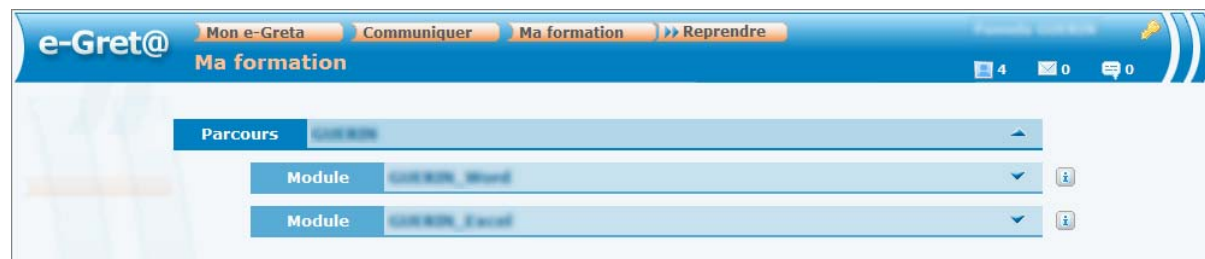 e-Gret@
Mon e-Greta Communiquer Ma formation Reprendre
Ma formation
4 0 0
Parcours
Module
Module